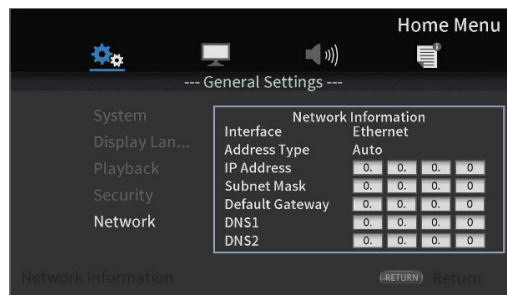 Home Menu
--- General Settings ---
System
Display Lan...
Playback
Security
Network
Network Information
Interface Ethernet
Address Type Auto
IP Address 0. 0. 0. 0
Subnet Mask 0. 0. 0. 0
Default Gateway 0. 0. 0. 0
DNS1 0. 0. 0. 0
DNS2 0. 0. 0. 0
Network Information
RETURN Return